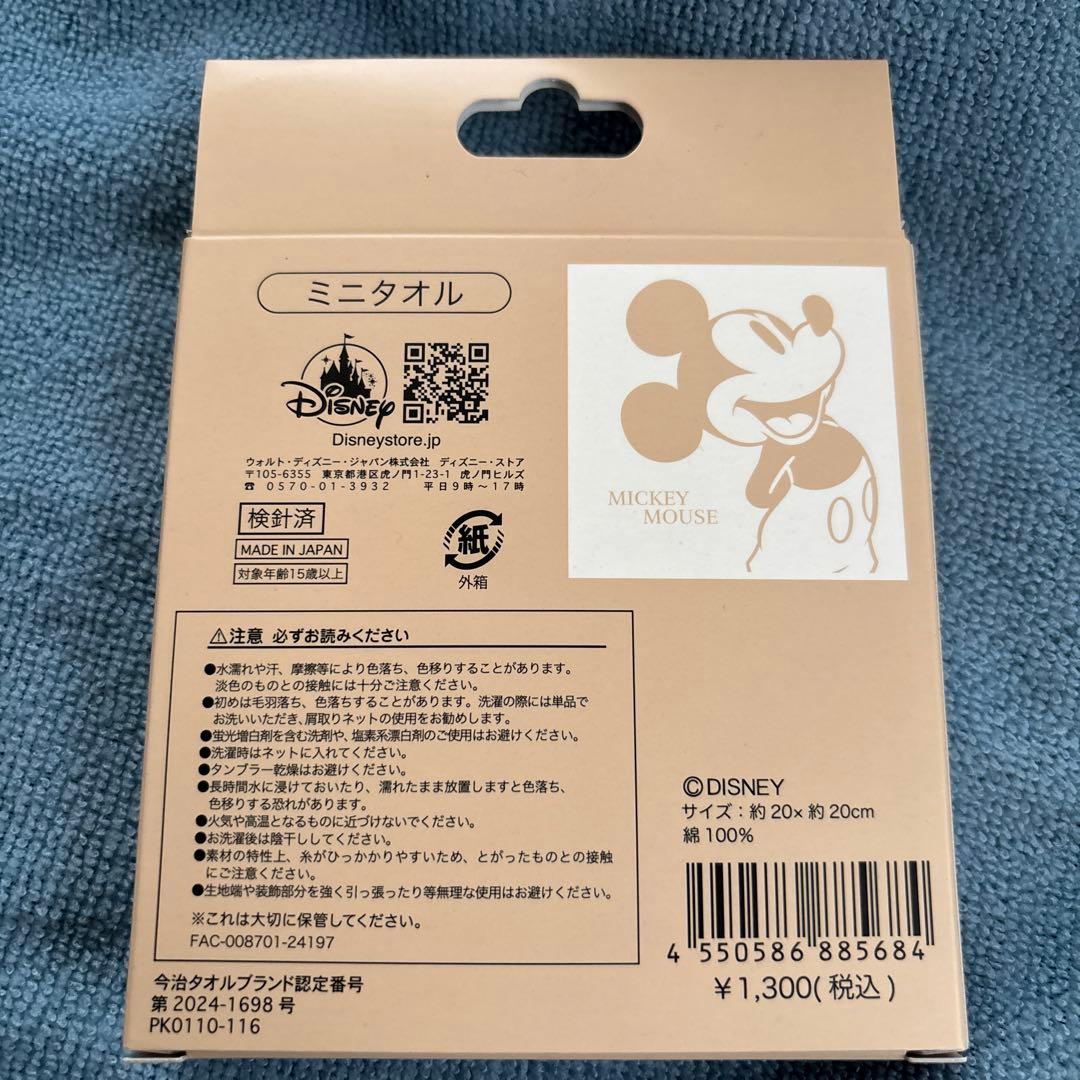 ミニタオル
Disney
Disneystore.jp
ウォルト・ディズニー・ジャパン株式会社 ディズニー・ストア
〒105-6355 東京都港区虎ノ門1-23-1 虎ノ門ヒルズ
☎ 0570-01-3932 平日9時～17時
検針済
MADE IN JAPAN
対象年齢15歳以上
紙
外箱
MICKEY
MOUSE
⚠注意 必ずお読みください
●水濡れや汗、摩擦等により色落ち、色移りすることがあります。
淡色のものとの接触には十分ご注意ください。
●初めは毛羽落ち、色落ちすることがあります。洗濯の際には単品で
お洗いいただき、屑取りネットの使用をお勧めします。
●蛍光増白剤を含む洗剤や、塩素系漂白剤のご使用はお避けください。
●洗濯時はネットに入れてください。
●タンブラー乾燥はお避けください。
●長時間水に浸けておいたり、濡れたまま放置しますと色落ち、
色移りする恐れがあります。
●火気や高温となるものに近づけないでください。
●お洗濯後は陰干ししてください。
●素材の特性上、糸がひっかかりやすいため、とがったものとの接触
にご注意ください。
●生地端や装飾部分を強く引っ張ったり等無理な使用はお避けください。
※これは大切に保管してください。
FAC-008701-24197
©DISNEY
サイズ：約20×約20cm
綿100%
4 550586 885684
￥1,300(税込)
今治タオルブランド認定番号
第2024-1698号
PK0110-116